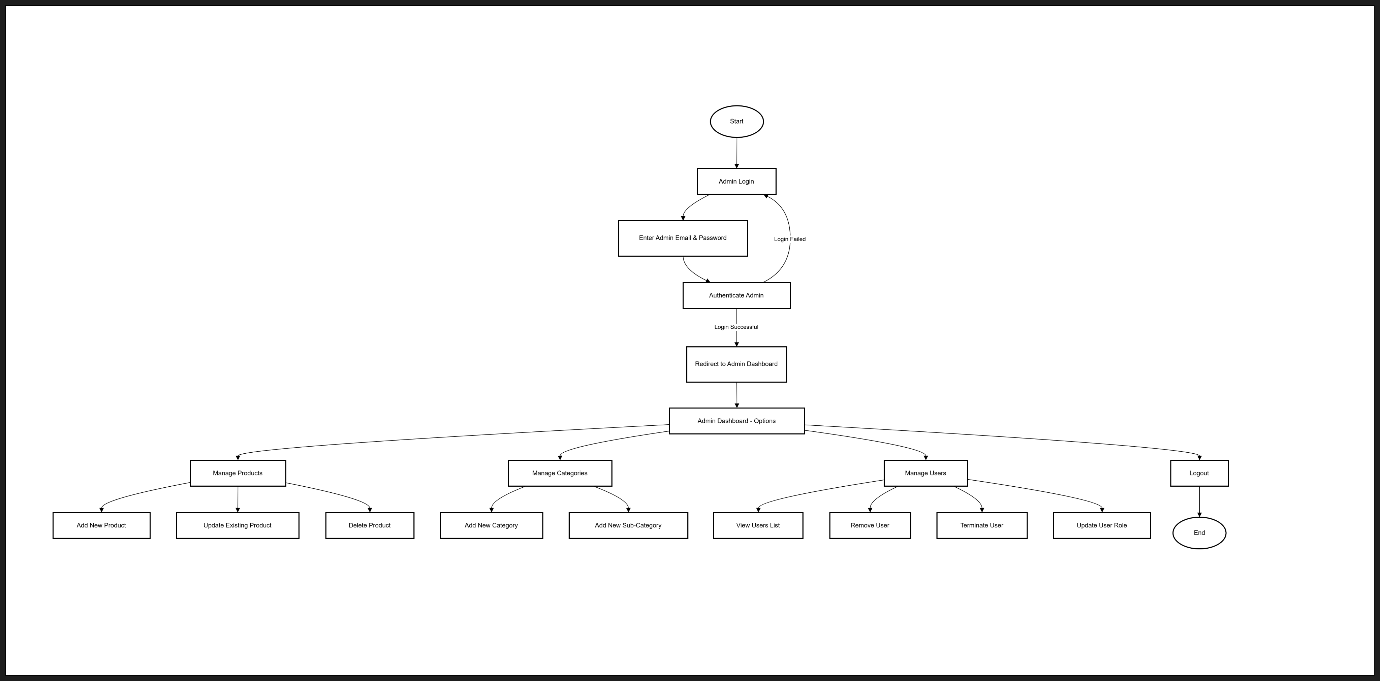 Start
Admin Login
Enter Admin Email & Password
Login Failed
Authenticate Admin
Login Successful
Redirect to Admin Dashboard
Admin Dashboard - Options
Manage Products
Manage Categories
Manage Users
Logout
Add New Product
Update Existing Product
Delete Product
Add New Category
Add New Sub-Category
View Users List
Remove User
Terminate User
Update User Role
End